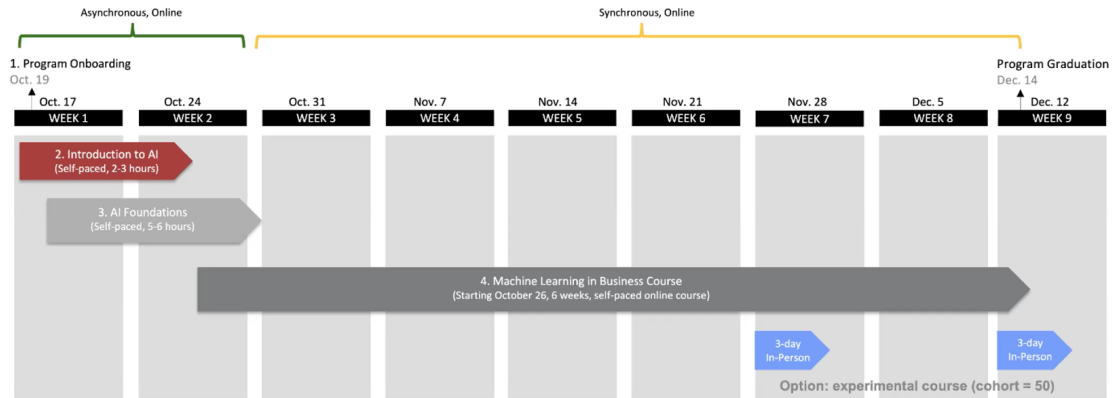 Asynchronous, Online
Synchronous, Online
1. Program Onboarding
Oct. 19
Program Graduation
Dec. 14
Oct. 17
Oct. 24
Oct. 31
Nov. 7
Nov. 14
Nov. 21
Nov. 28
Dec. 5
Dec. 12
WEEK 1
WEEK 2
WEEK 3
WEEK 4
WEEK 5
WEEK 6
WEEK 7
WEEK 8
WEEK 9
2. Introduction to AI
(Self-paced, 2-3 hours)
3. AI Foundations
(Self-paced, 5-6 hours)
4. Machine Learning in Business Course
(Starting October 26, 6 weeks, self-paced online course)
3-day
In-Person
3-day
In-Person
Option: experimental course (cohort = 50)